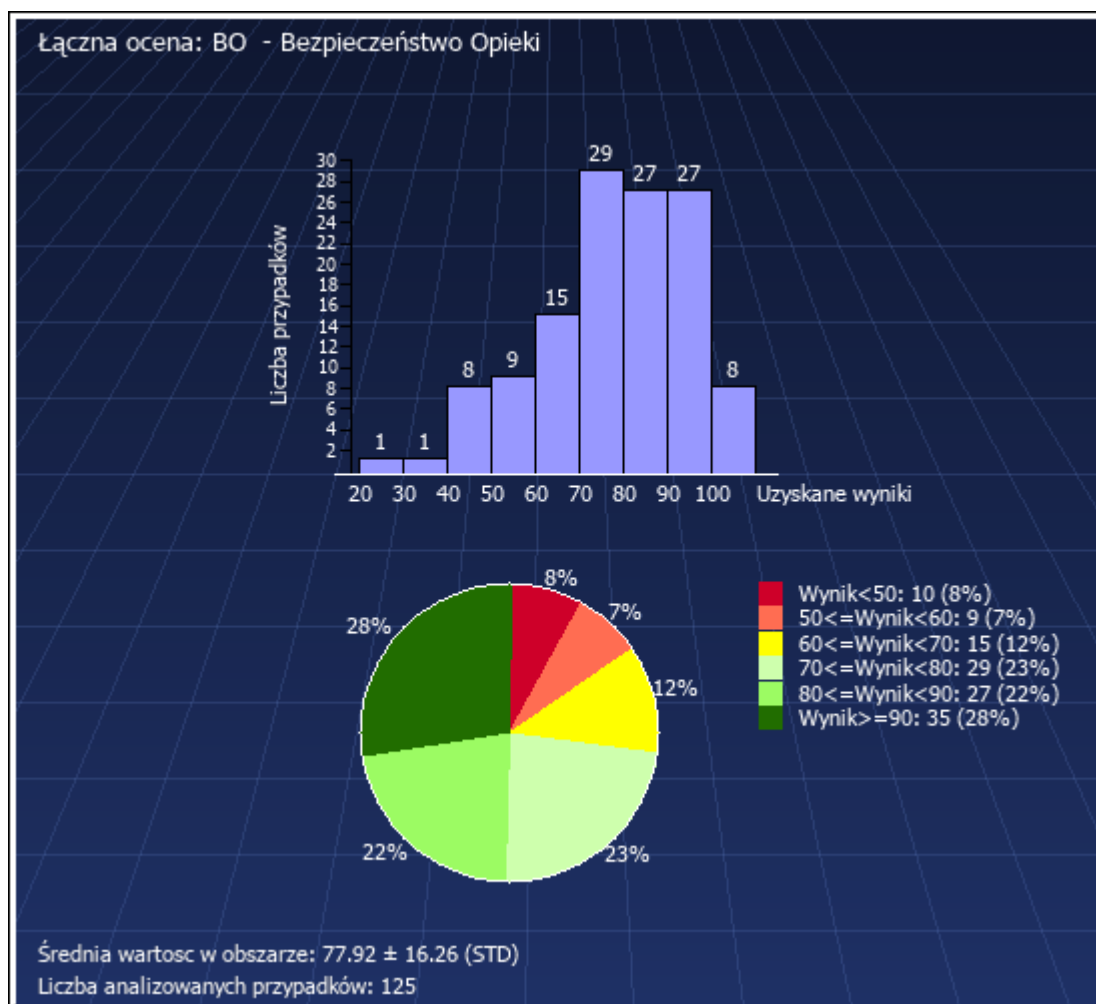 Łączna ocena: BO - Bezpieczeństwo Opieki
Liczba przypadków
30
28
26
24
22
20
18
16
14
12
10
8
6
4
2
1
1
8
9
15
29
27
27
8
20 30 40 50 60 70 80 90 100 Uzyskane wyniki
8%
7%
12%
23%
22%
28%
Wynik<50: 10 (8%)
50<=Wynik<60: 9 (7%)
60<=Wynik<70: 15 (12%)
70<=Wynik<80: 29 (23%)
80<=Wynik<90: 27 (22%)
Wynik>=90: 35 (28%)
Średnia wartosc w obszarze: 77.92 ± 16.26 (STD)
Liczba analizowanych przypadków: 125